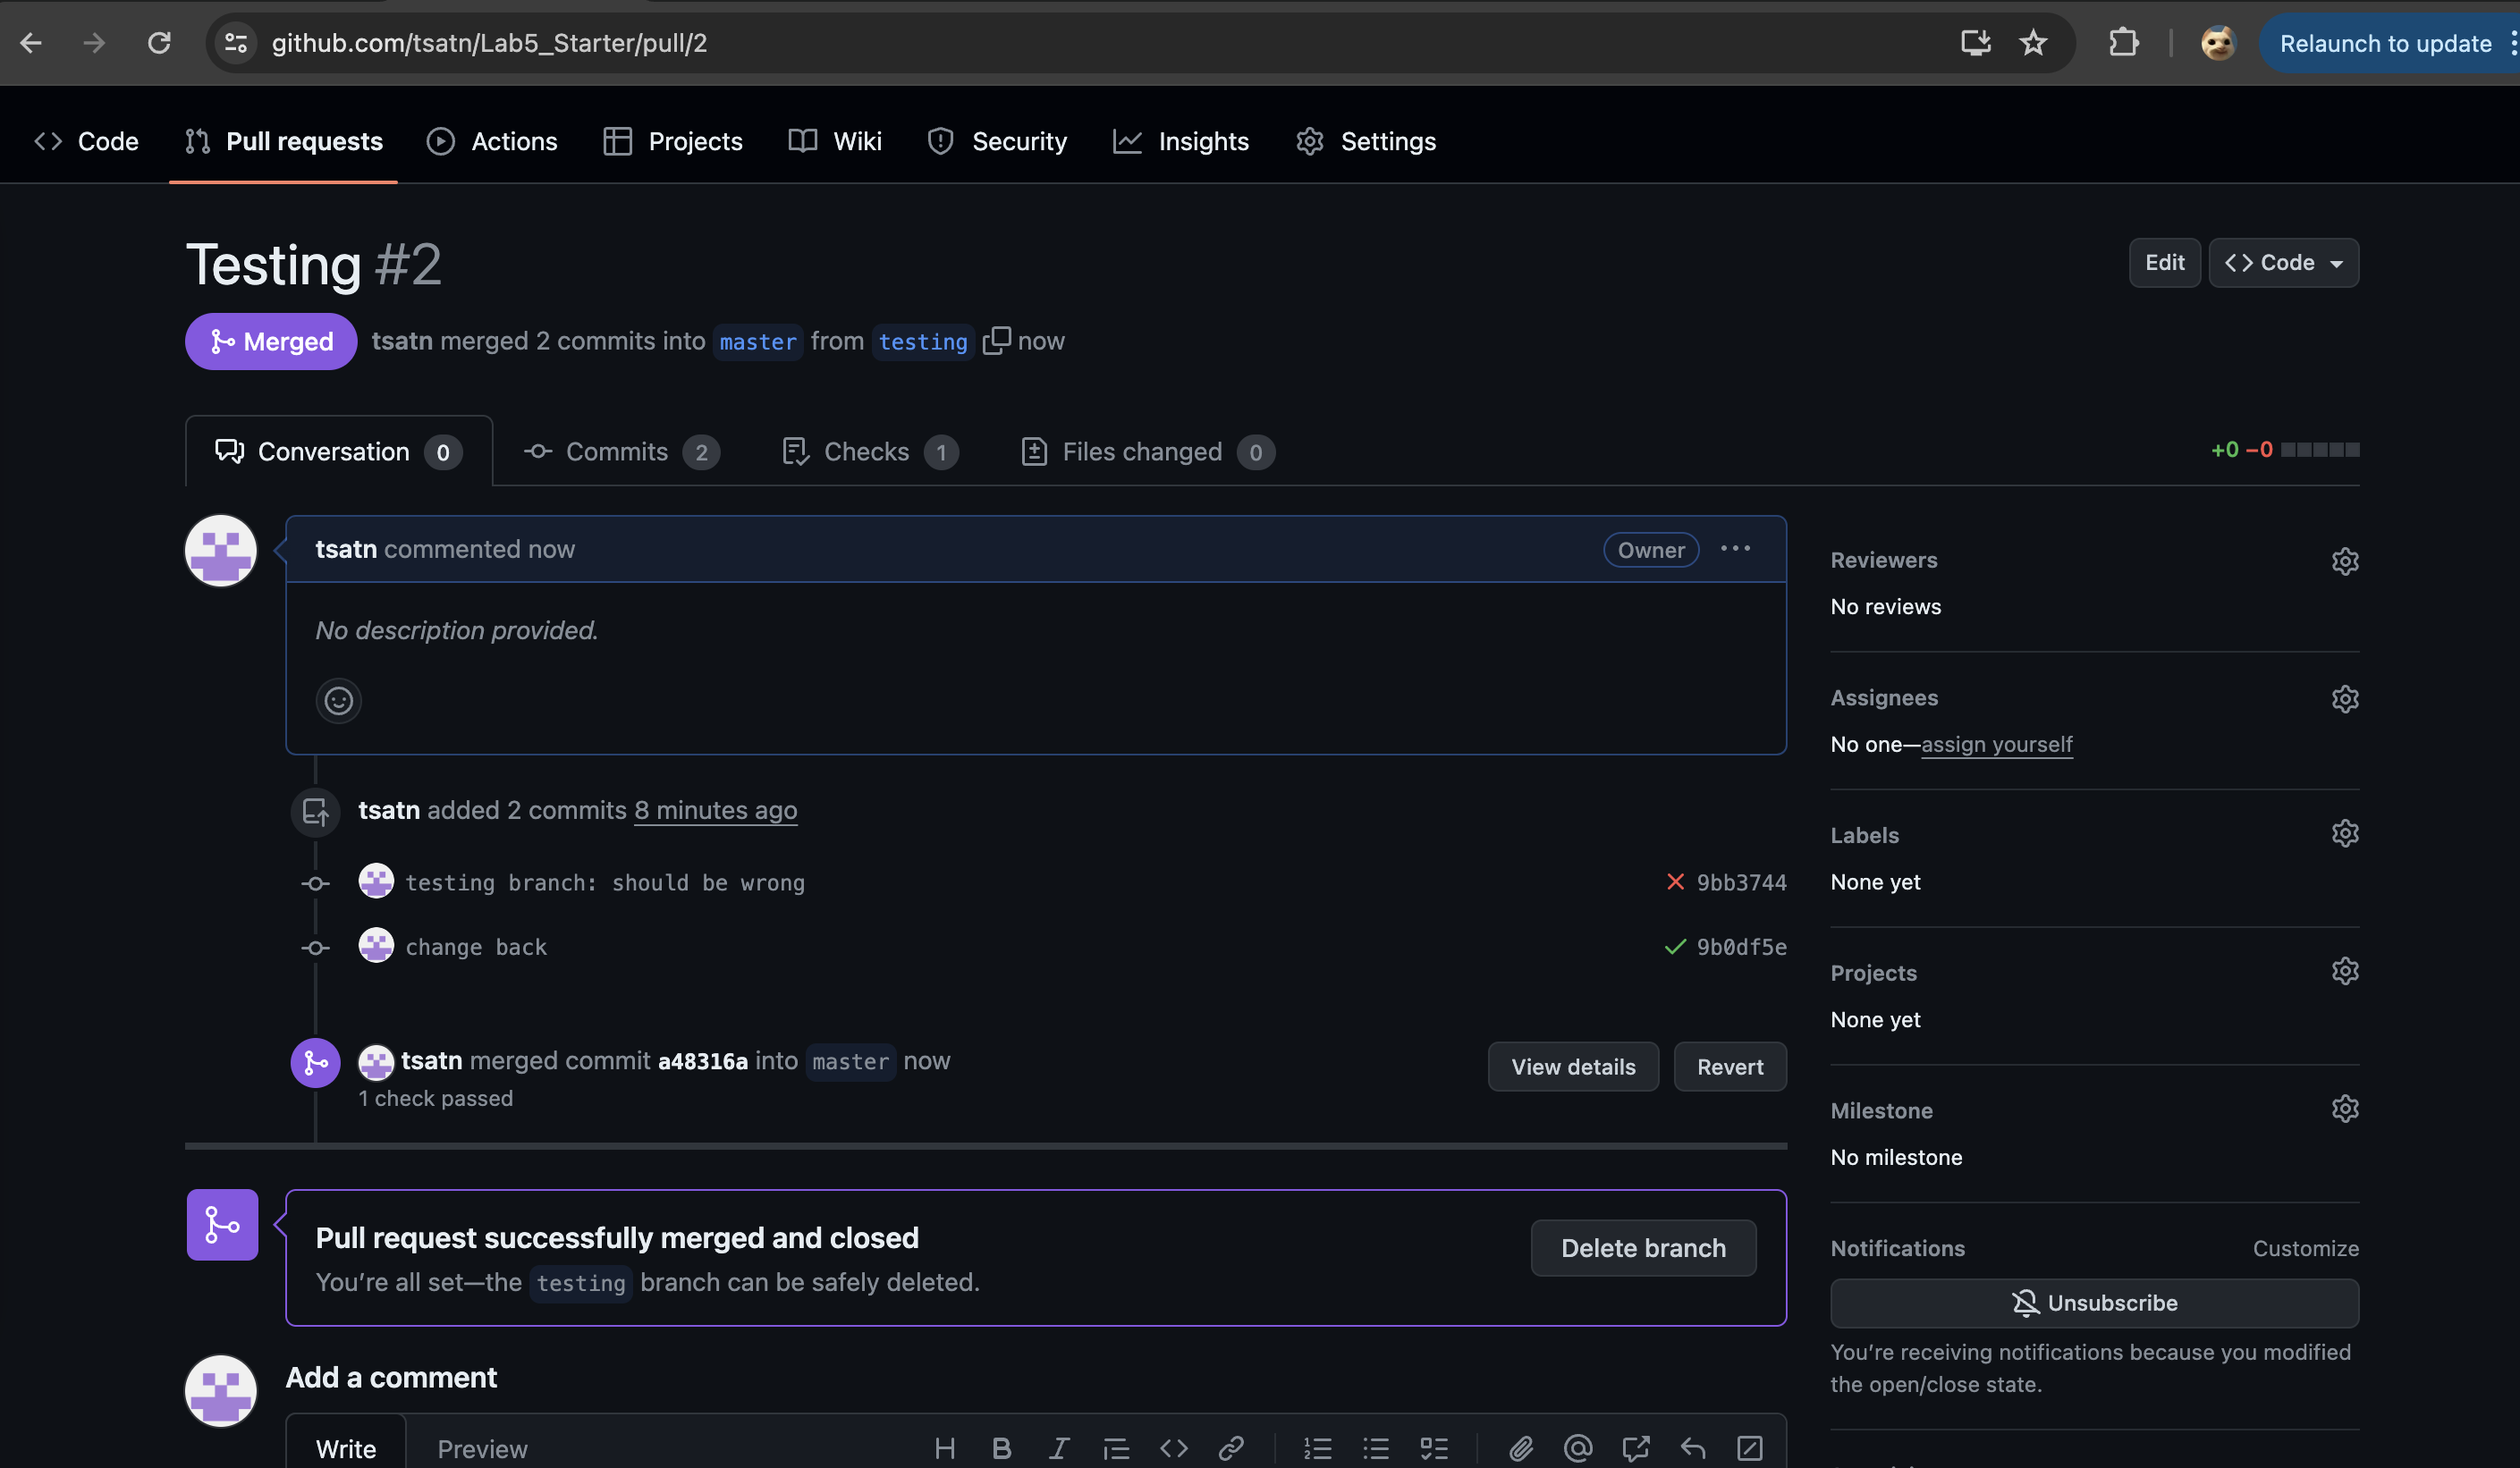 github.com/tsatn/Lab5_Starter/pull/2
Relaunch to update
Code
Pull requests
Actions
Projects
Wiki
Security
Insights
Settings
Testing #2
Edit
Code
Merged
tsatn merged 2 commits into master from testing now
Conversation 0
Commits 2
Checks 1
Files changed 0
+0 −0
tsatn commented now
Owner
No description provided.
tsatn added 2 commits 8 minutes ago
testing branch: should be wrong
9bb3744
change back
9b0df5e
tsatn merged commit a48316a into master now
1 check passed
View details
Revert
Pull request successfully merged and closed
You’re all set—the testing branch can be safely deleted.
Delete branch
Add a comment
Write
Preview
Reviewers
No reviews
Assignees
No one—assign yourself
Labels
None yet
Projects
None yet
Milestone
No milestone
Notifications
Customize
Unsubscribe
You’re receiving notifications because you modified
the open/close state.